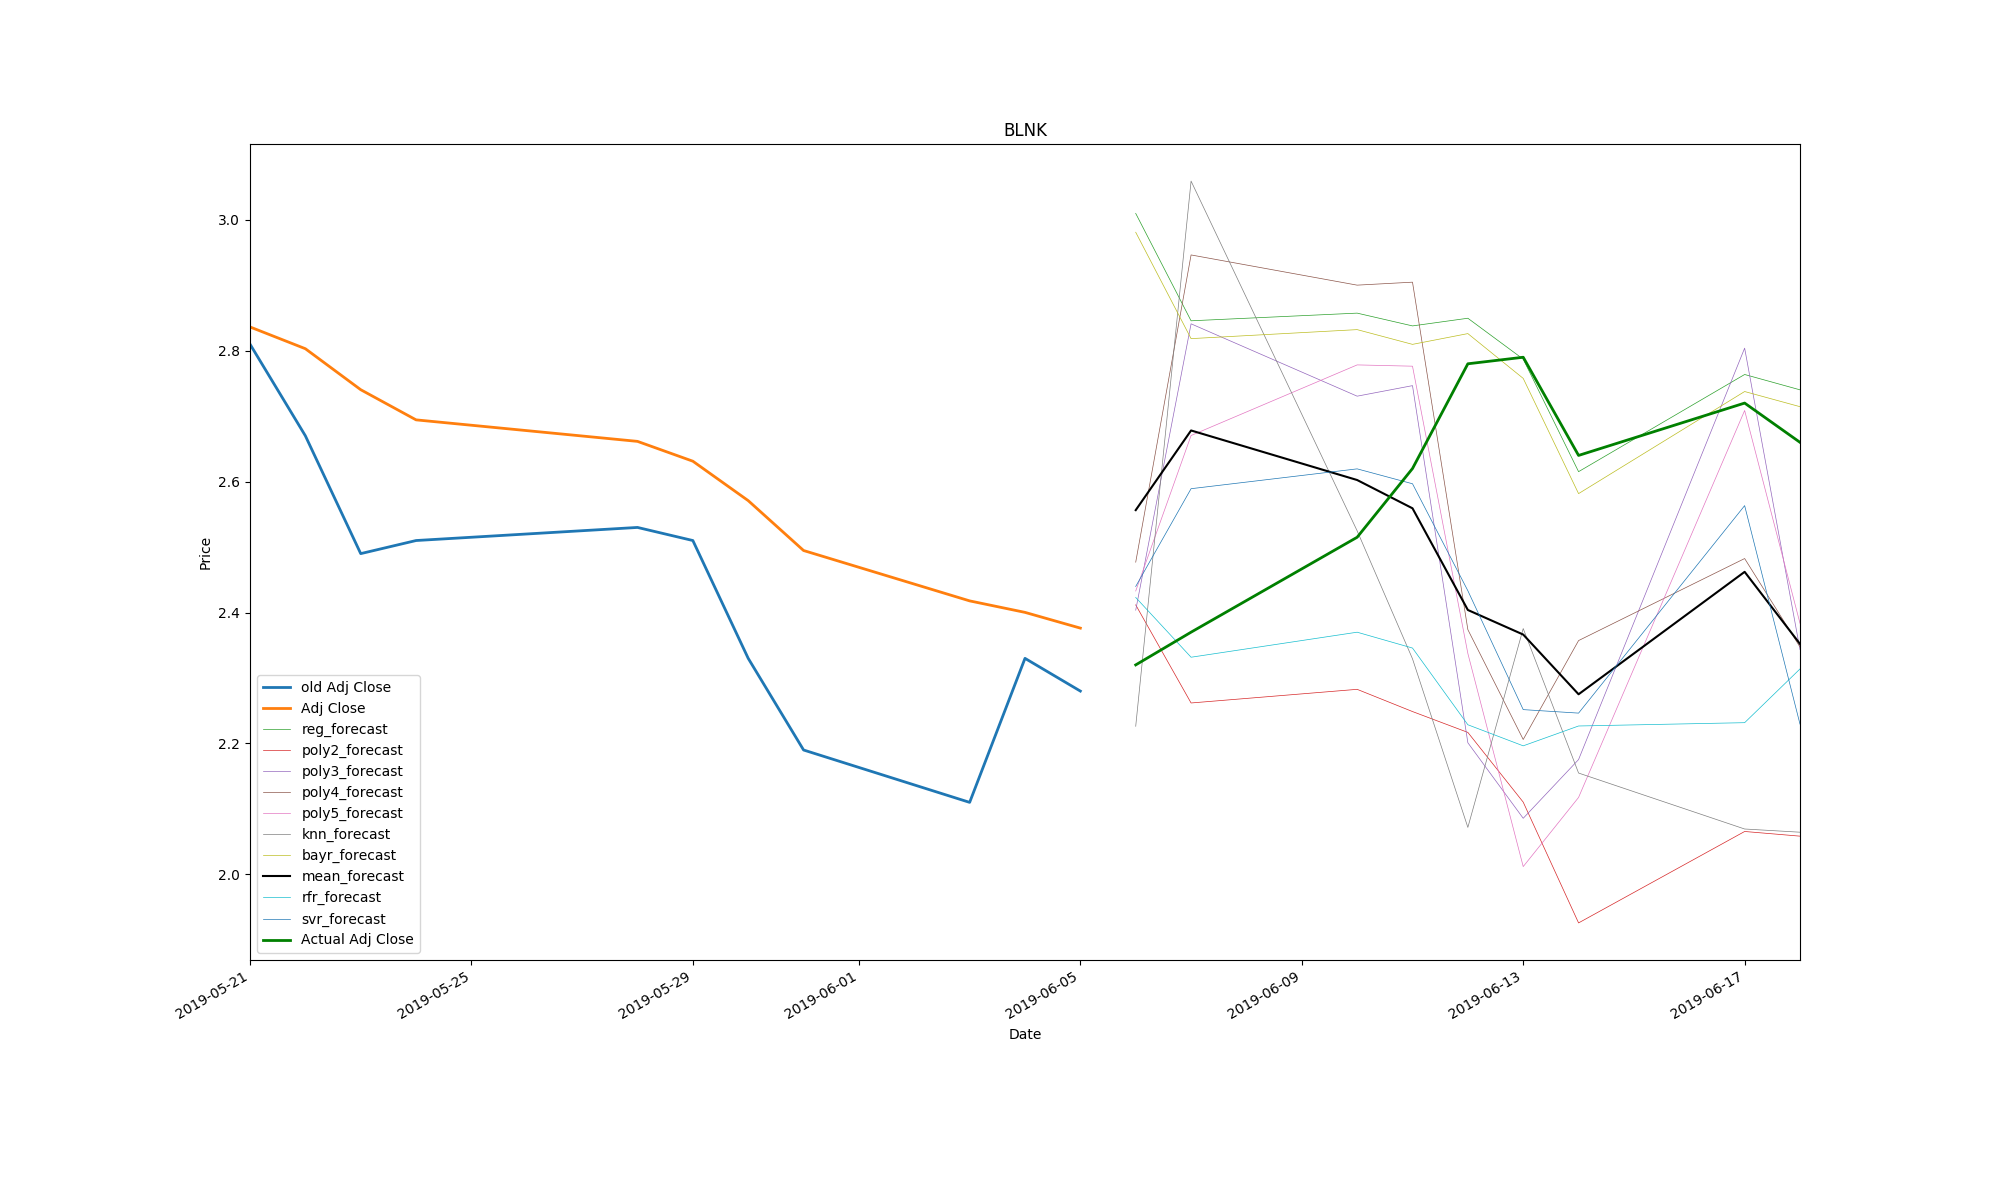 BLNK
3.0
2.8
2.6
2.4
2.2
2.0
Price
old Adj Close
Adj Close
reg_forecast
poly2_forecast
poly3_forecast
poly4_forecast
poly5_forecast
knn_forecast
bayr_forecast
mean_forecast
rfr_forecast
svr_forecast
Actual Adj Close
2019-05-21
2019-05-25
2019-05-29
2019-06-01
2019-06-05
2019-06-09
2019-06-13
2019-06-17
Date